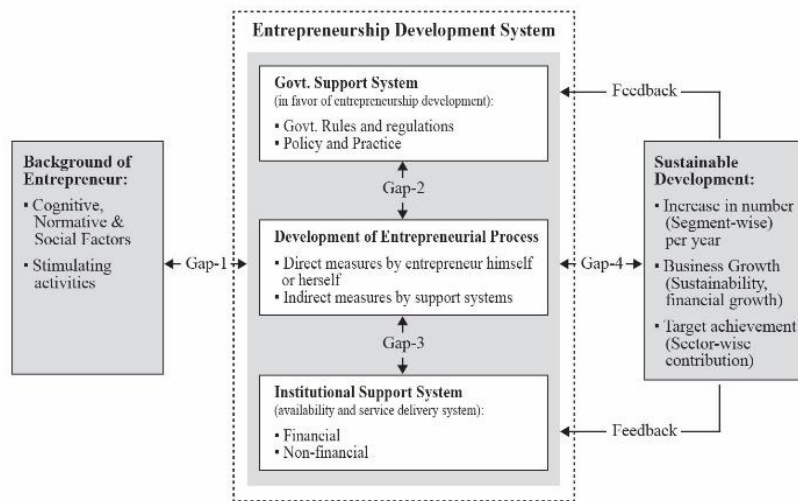 Entrepreneurship Development System
Govt. Support System
(in favor of entrepreneurship development):
▪ Govt. Rules and regulations
▪ Policy and Practice
Feedback
Background of
Entrepreneur:
▪ Cognitive,
Normative &
Social Factors
▪ Stimulating
activities
Gap-1
Gap-2
Development of Entrepreneurial Process
▪ Direct measures by entrepreneur himself
or herself
▪ Indirect measures by support systems
Gap-3
Gap-4
Sustainable
Development:
▪ Increase in number
(Segment-wise)
per year
▪ Business Growth
(Sustainability,
financial growth)
▪ Target achievement
(Sector-wise
contribution)
Institutional Support System
(availability and service delivery system):
▪ Financial
▪ Non-financial
Feedback